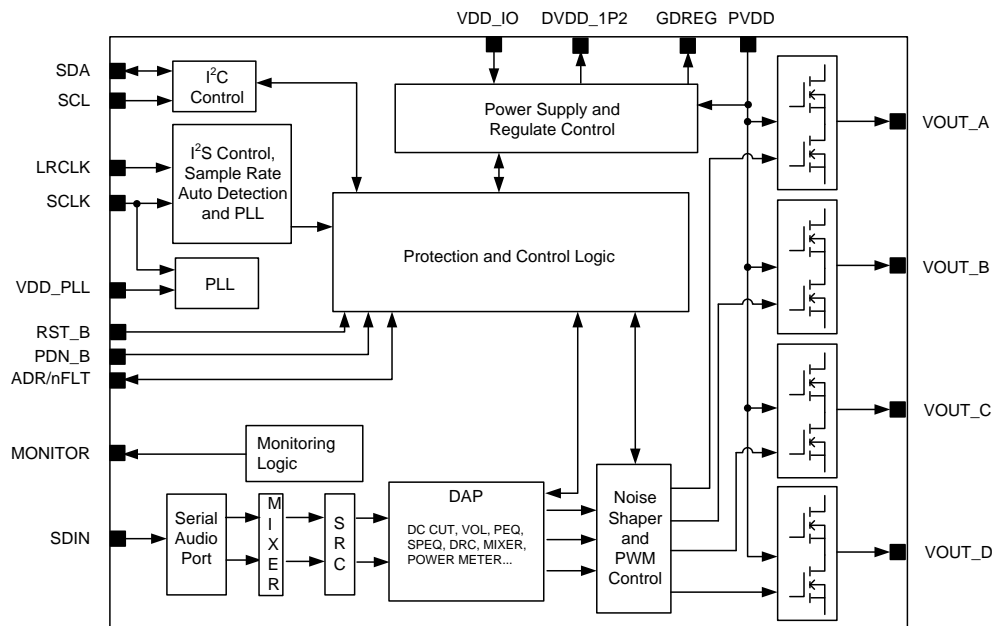 VDD_IO DVDD_1P2 GDREG PVDD
SDA
SCL
LRCLK
SCLK
VDD_PLL
RST_B
PDN_B
ADR/nFLT
MONITOR
SDIN
I²C
Control
I²S Control,
Sample Rate
Auto Detection
and PLL
PLL
Power Supply and
Regulate Control
Protection and Control Logic
Monitoring
Logic
Serial
Audio
Port
M
I
X
E
R
S
R
C
DAP
DC CUT, VOL, PEQ,
SPEQ, DRC, MIXER,
POWER METER...
Noise
Shaper
and
PWM
Control
VOUT_A
VOUT_B
VOUT_C
VOUT_D